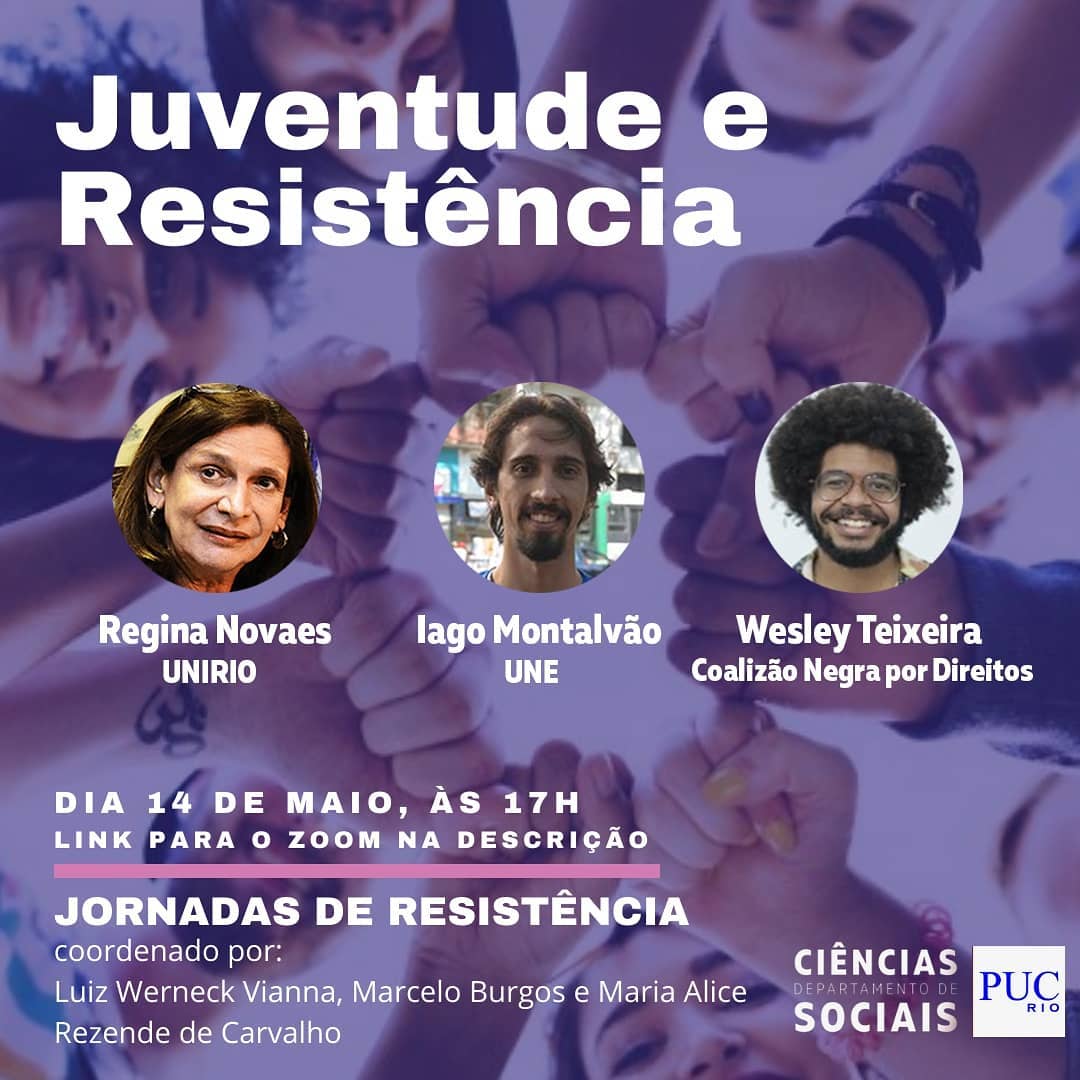 Juventude e
Resistência
Regina Novaes
UNIRIO
Iago Montalvão
UNE
Wesley Teixeira
Coalizão Negra por Direitos
DIA 14 DE MAIO, ÀS 17H
LINK PARA O ZOOM NA DESCRIÇÃO
JORNADAS DE RESISTÊNCIA
coordenado por:
Luiz Werneck Vianna, Marcelo Burgos e Maria Alice
Rezende de Carvalho
CIÊNCIAS
DEPARTAMENTO DE
SOCIAIS
PUC
RIO